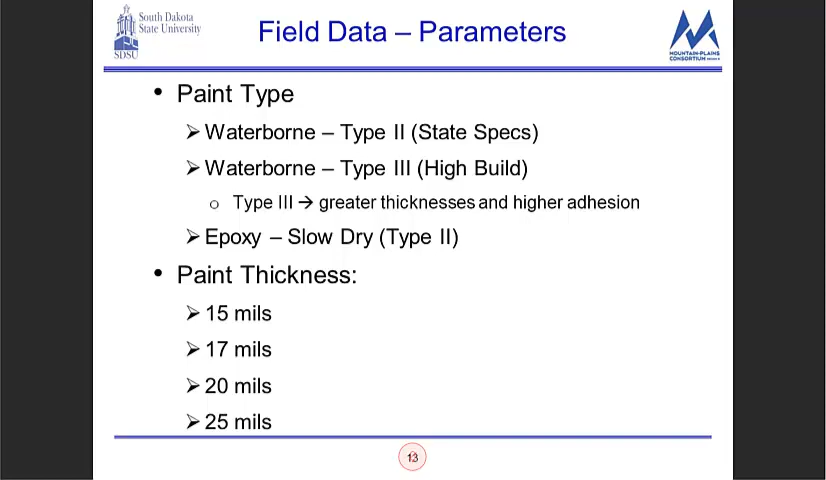 South Dakota
State University
SDSU
Field Data – Parameters
MOUNTAIN-PLAINS
CONSORTIUM
• Paint Type
➢ Waterborne – Type II (State Specs)
➢ Waterborne – Type III (High Build)
o Type III → greater thicknesses and higher adhesion
➢ Epoxy – Slow Dry (Type II)
• Paint Thickness:
➢ 15 mils
➢ 17 mils
➢ 20 mils
➢ 25 mils
13